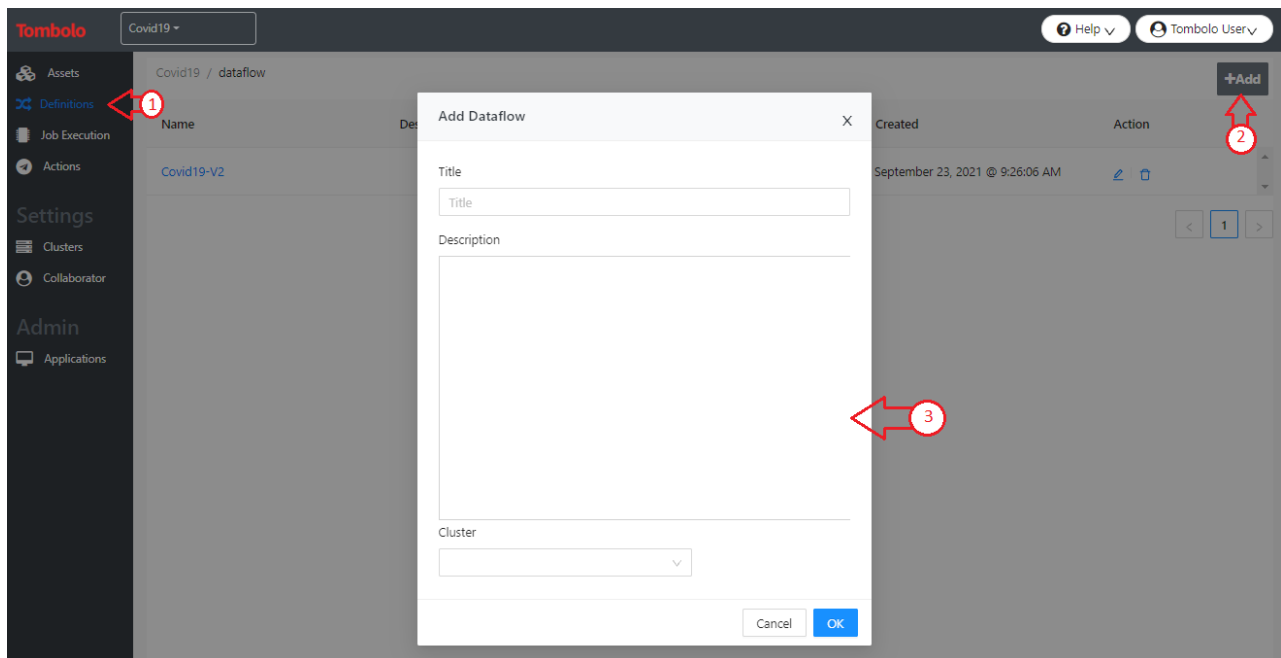 Tombolo
Covid19
Help
Tombolo User
Assets
Definitions
Job Execution
Actions
Settings
Clusters
Collaborator
Admin
Applications
1
Covid19 / dataflow
+Add
2
Name
Des
Created
Action
Covid19-V2
September 23, 2021 @ 9:26:06 AM
< 1 >
Add Dataflow
X
Title
Title
Description
3
Cluster
Cancel
OK